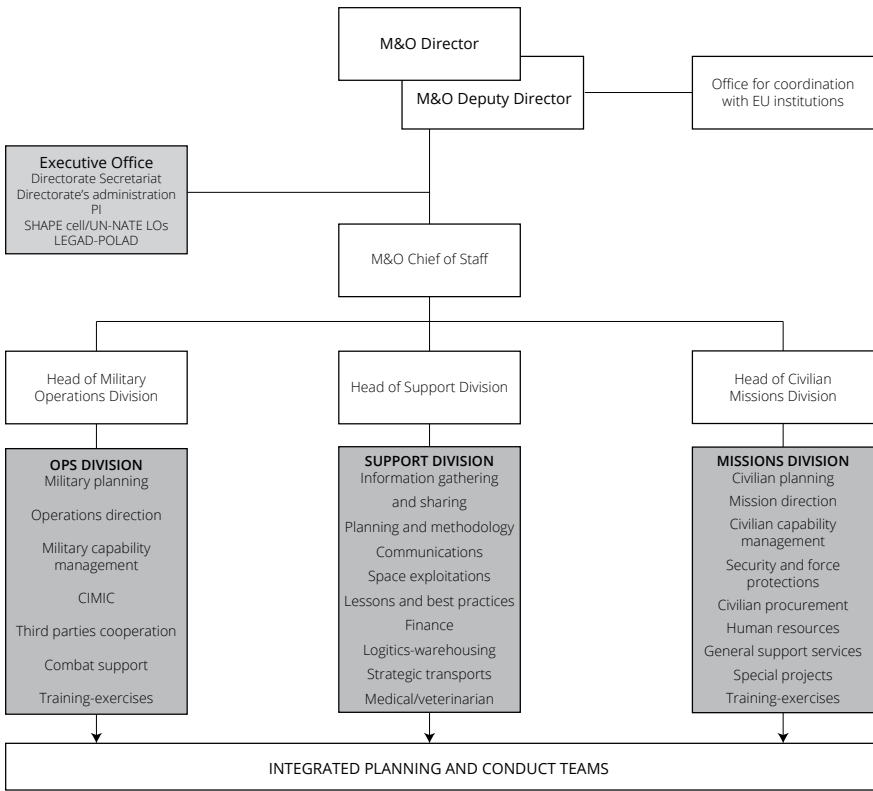 M&O Director
M&O Deputy Director
Office for coordination
with EU institutions
Executive Office
Directorate Secretariat
Directorate's administration
PI
SHAPE cell/UN-NATE LOs
LEGAD-POLAD
M&O Chief of Staff
Head of Military
Operations Division
Head of Support Division
Head of Civilian
Missions Division
OPS DIVISION
Military planning
Operations direction
Military capability
management
CIMIC
Third parties cooperation
Combat support
Training-exercises
SUPPORT DIVISION
Information gathering
and sharing
Planning and methodology
Communications
Space exploitations
Lessons and best practices
Finance
Logitics-warehousing
Strategic transports
Medical/veterinarian
MISSIONS DIVISION
Civilian planning
Mission direction
Civilian capability
management
Security and force
protections
Civilian procurement
Human resources
General support services
Special projects
Training-exercises
INTEGRATED PLANNING AND CONDUCT TEAMS